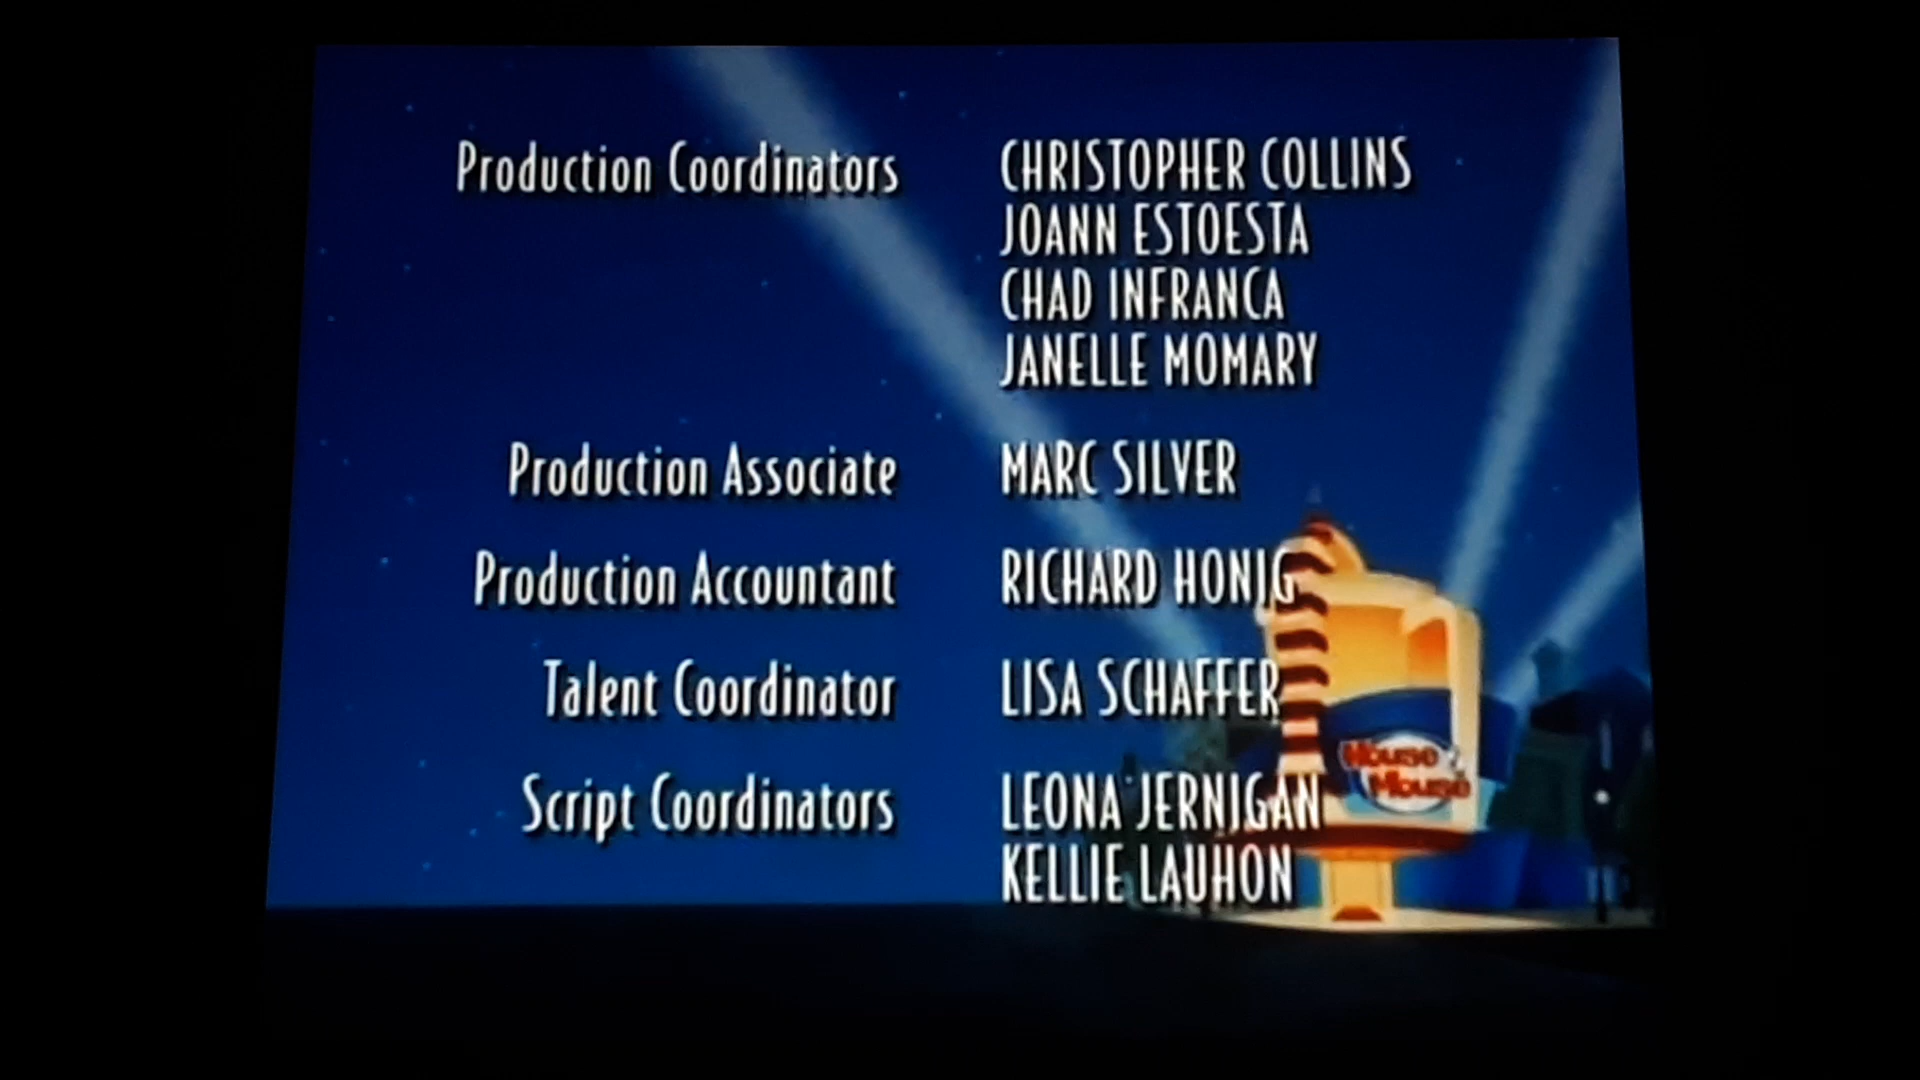 Production Coordinators CHRISTOPHER COLLINS
JOANN ESTOESTA
CHAD INFRANCA
JANELLE MOMARY
Production Associate MARC SILVER
Production Accountant RICHARD HONIG
Talent Coordinator LISA SCHAFFER
Script Coordinators LEONA JERNIGAN
KELLIE LAUHON
House of
Mouse